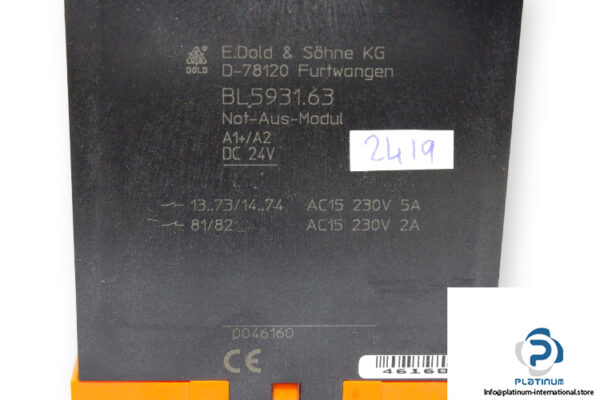 DOLD
E.Dold & Söhne KG
D-78120 Furtwangen
BL5931.63
Not-Aus-Modul
A1+/A2
DC 24V
2419
13..73/14..74 AC15 230V 5A
81/82 AC15 230V 2A
0046160
CE
PLATINUM
Info@platinum-international.store